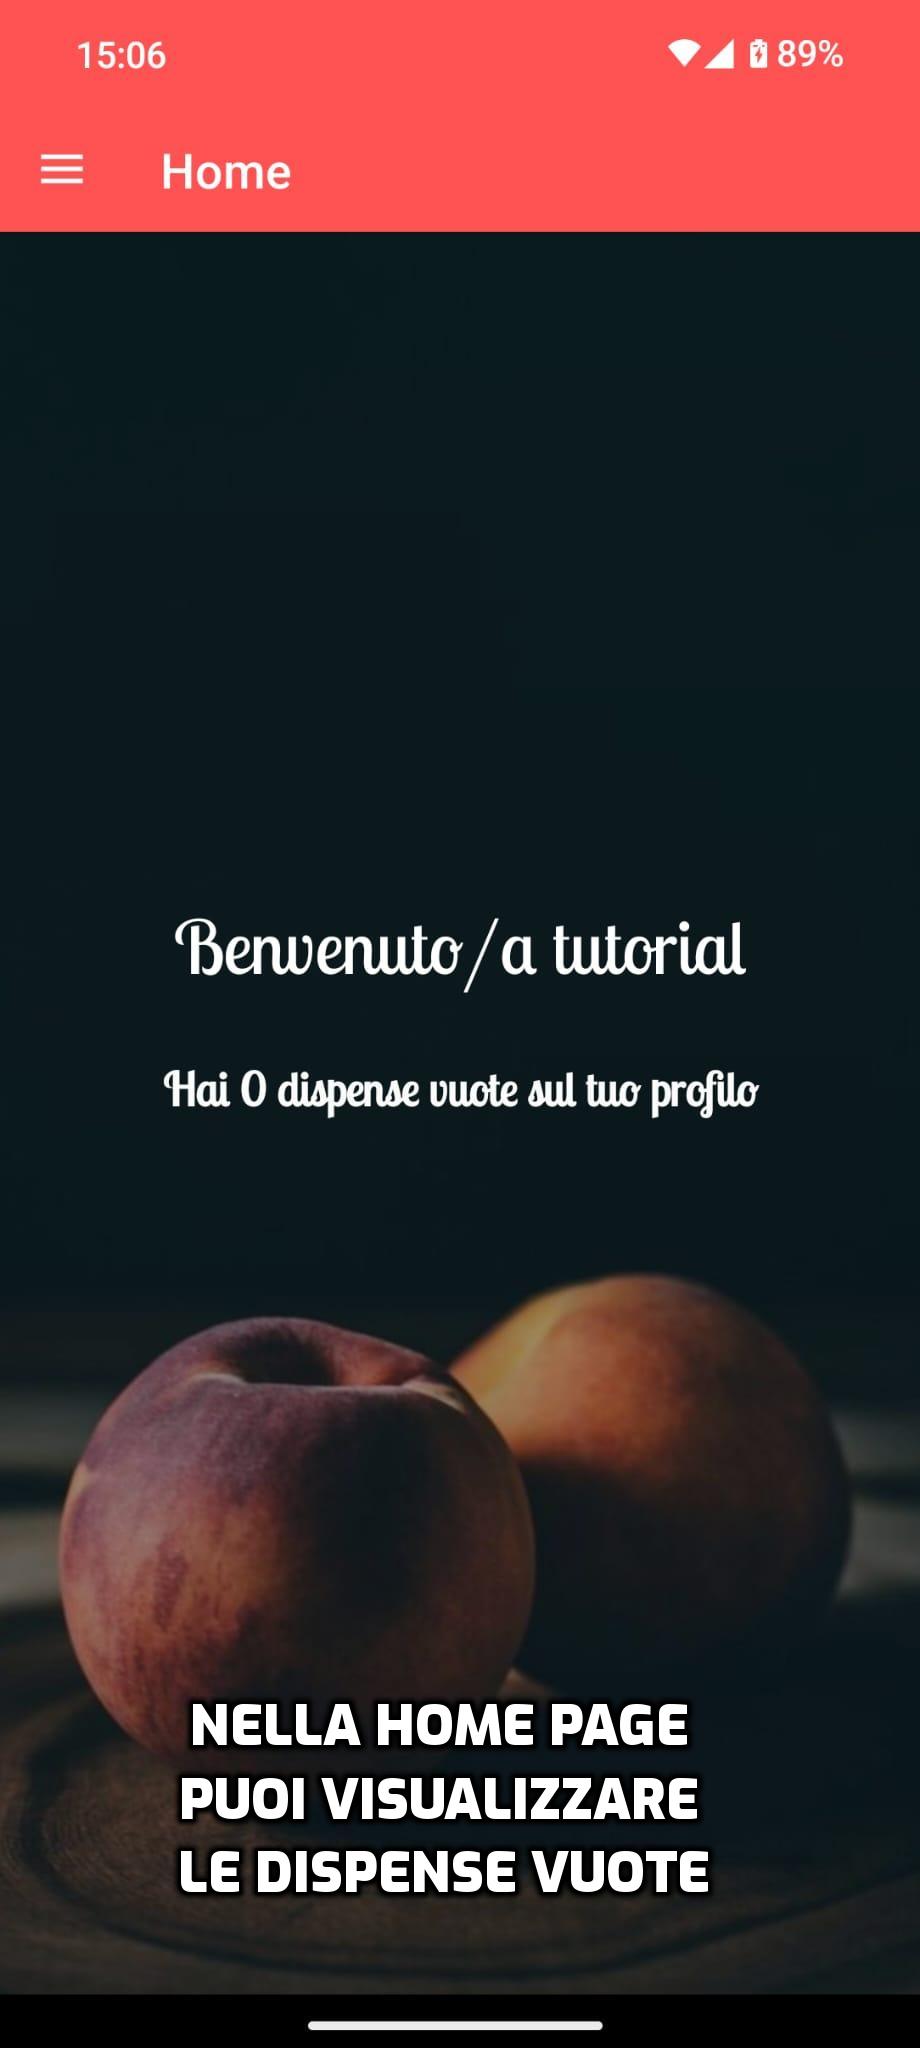 15:06
89%
Home
Benvenuto/a tutorial
Hai 0 dispense vuote sul tuo profilo
NELLA HOME PAGE
PUOI VISUALIZZARE
LE DISPENSE VUOTE